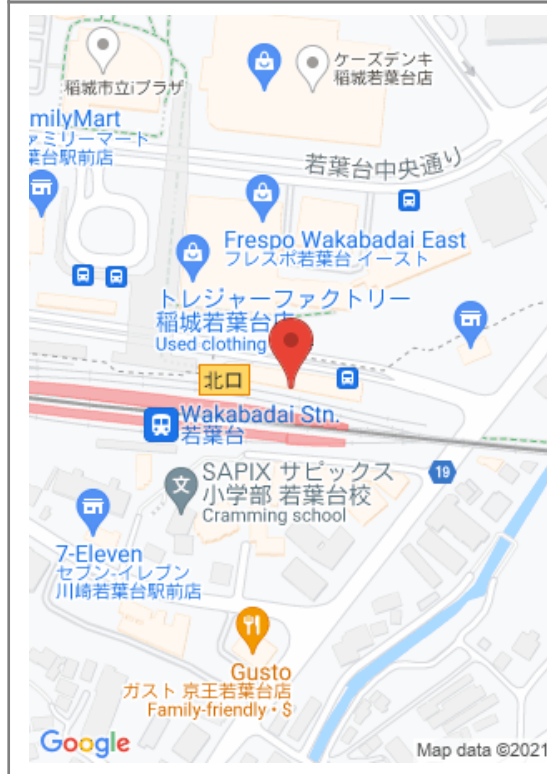 ケーズデンキ
稲城若葉台店
稲城市立iプラザ
milyMart
ァミリーマート
葉台駅前店
若葉台中央通り
Frespo Wakabadai East
フレスポ若葉台 イースト
トレジャーファクトリー
稲城若葉台店
Used clothing
北口
Wakabadai Stn.
若葉台
SAPIX サピックス
小学部 若葉台校
Cramming school
文
19
7-Eleven
セブン-イレブン
川崎若葉台駅前店
Gusto
ガスト 京王若葉台店
Family-friendly • $
Google
Map data ©2021